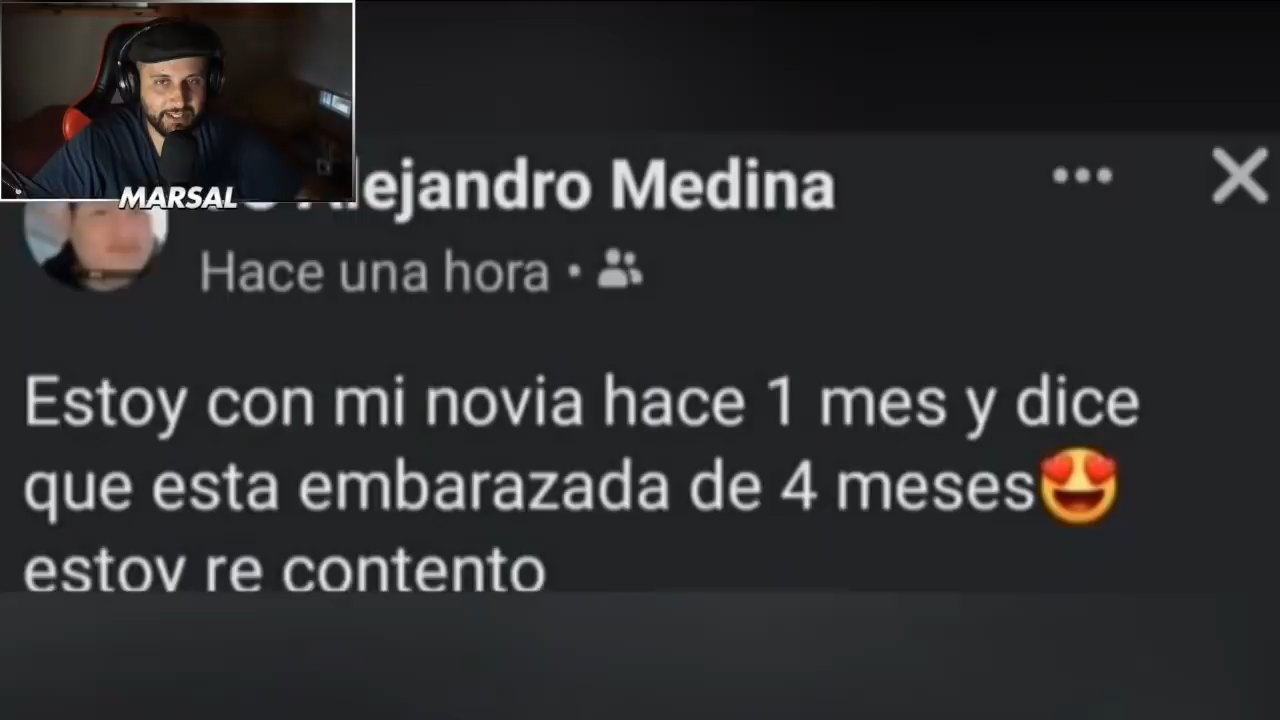 MARSAL
Alejandro Medina
Hace una hora
Estoy con mi novia hace 1 mes y dice
que esta embarazada de 4 meses😍
estoy re contento